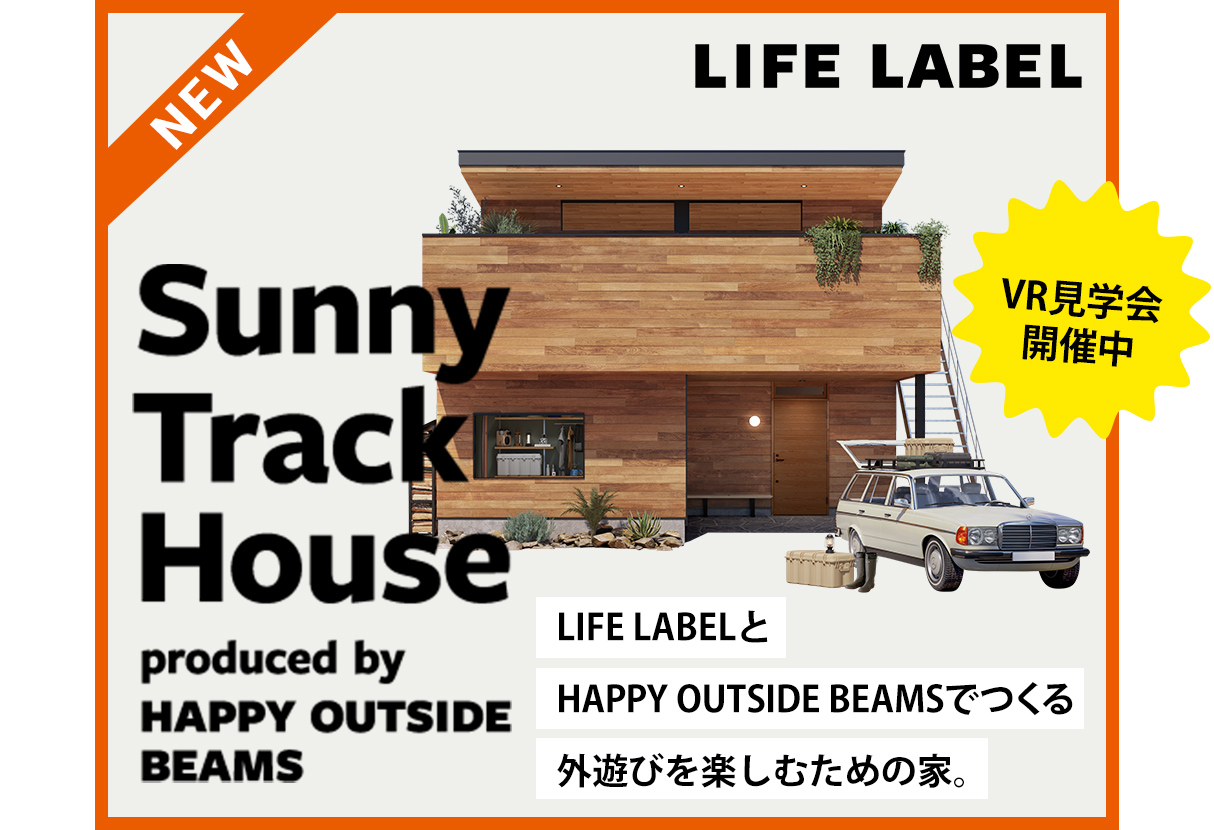 NEW
LIFE LABEL
VR見学会
開催中
Sunny
Track
House
produced by
HAPPY OUTSIDE
BEAMS
LIFE LABELと
HAPPY OUTSIDE BEAMSでつくる
外遊びを楽しむための家。